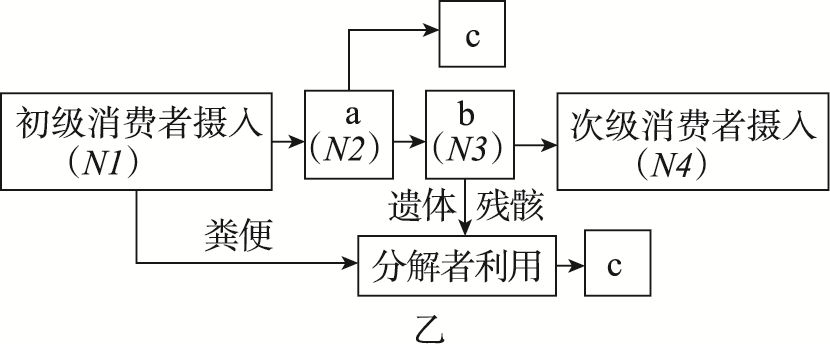 c
初级消费者摄入
(N1)
a
(N2)
b
(N3)
次级消费者摄入
(N4)
遗体 残骸
粪便
分解者利用
c
乙